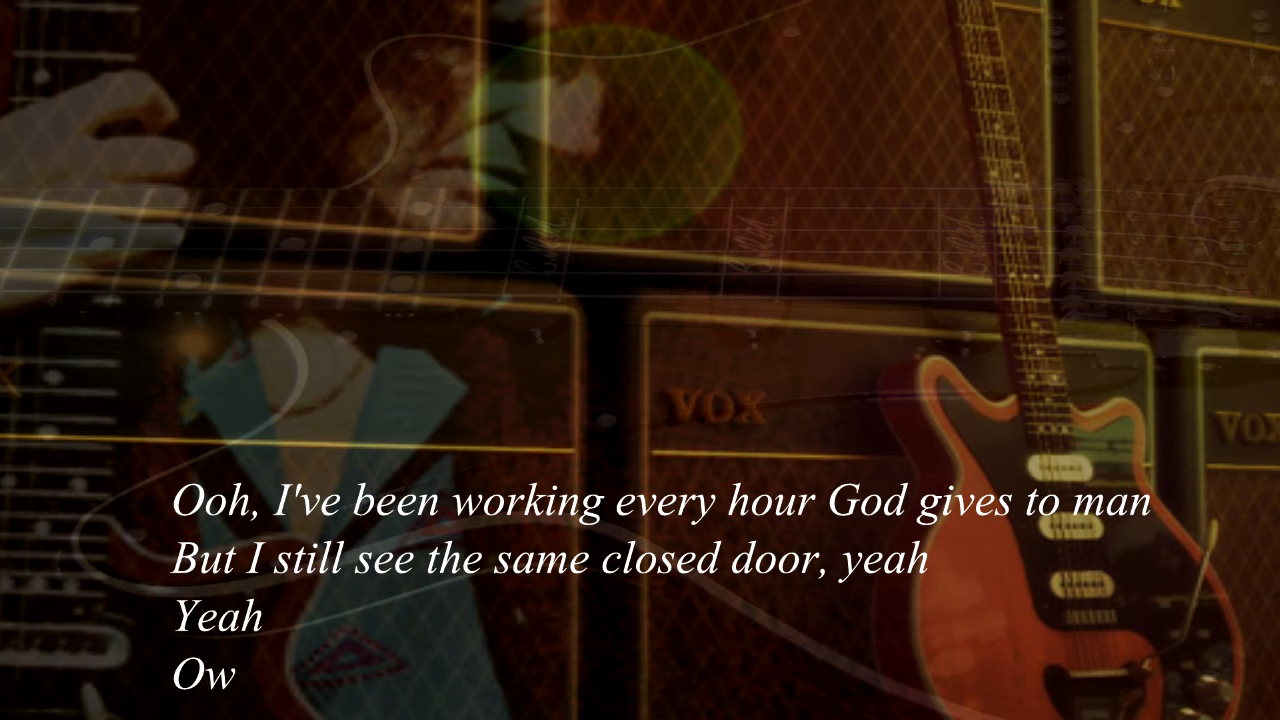 VOX
VOX
Ooh, I've been working every hour God gives to man
But I still see the same closed door, yeah
Yeah
Ow